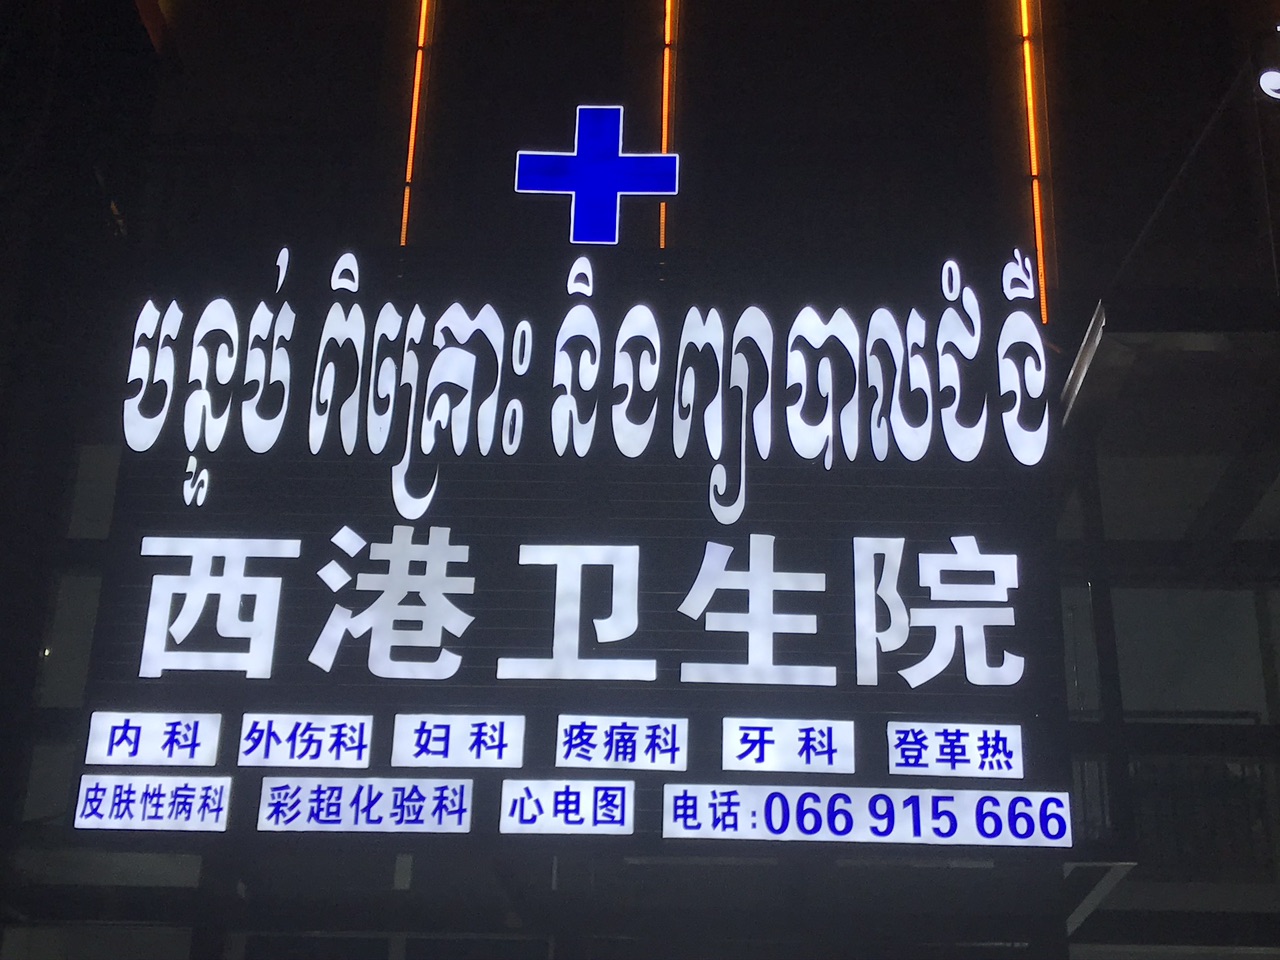 បន្ទប់ ពិគ្រោះ និងព្យាបាលជំងឺ
西港卫生院
内科 外伤科 妇科 疼痛科 牙科 登革热
皮肤性病科 彩超化验科 心电图 电话:066 915 666